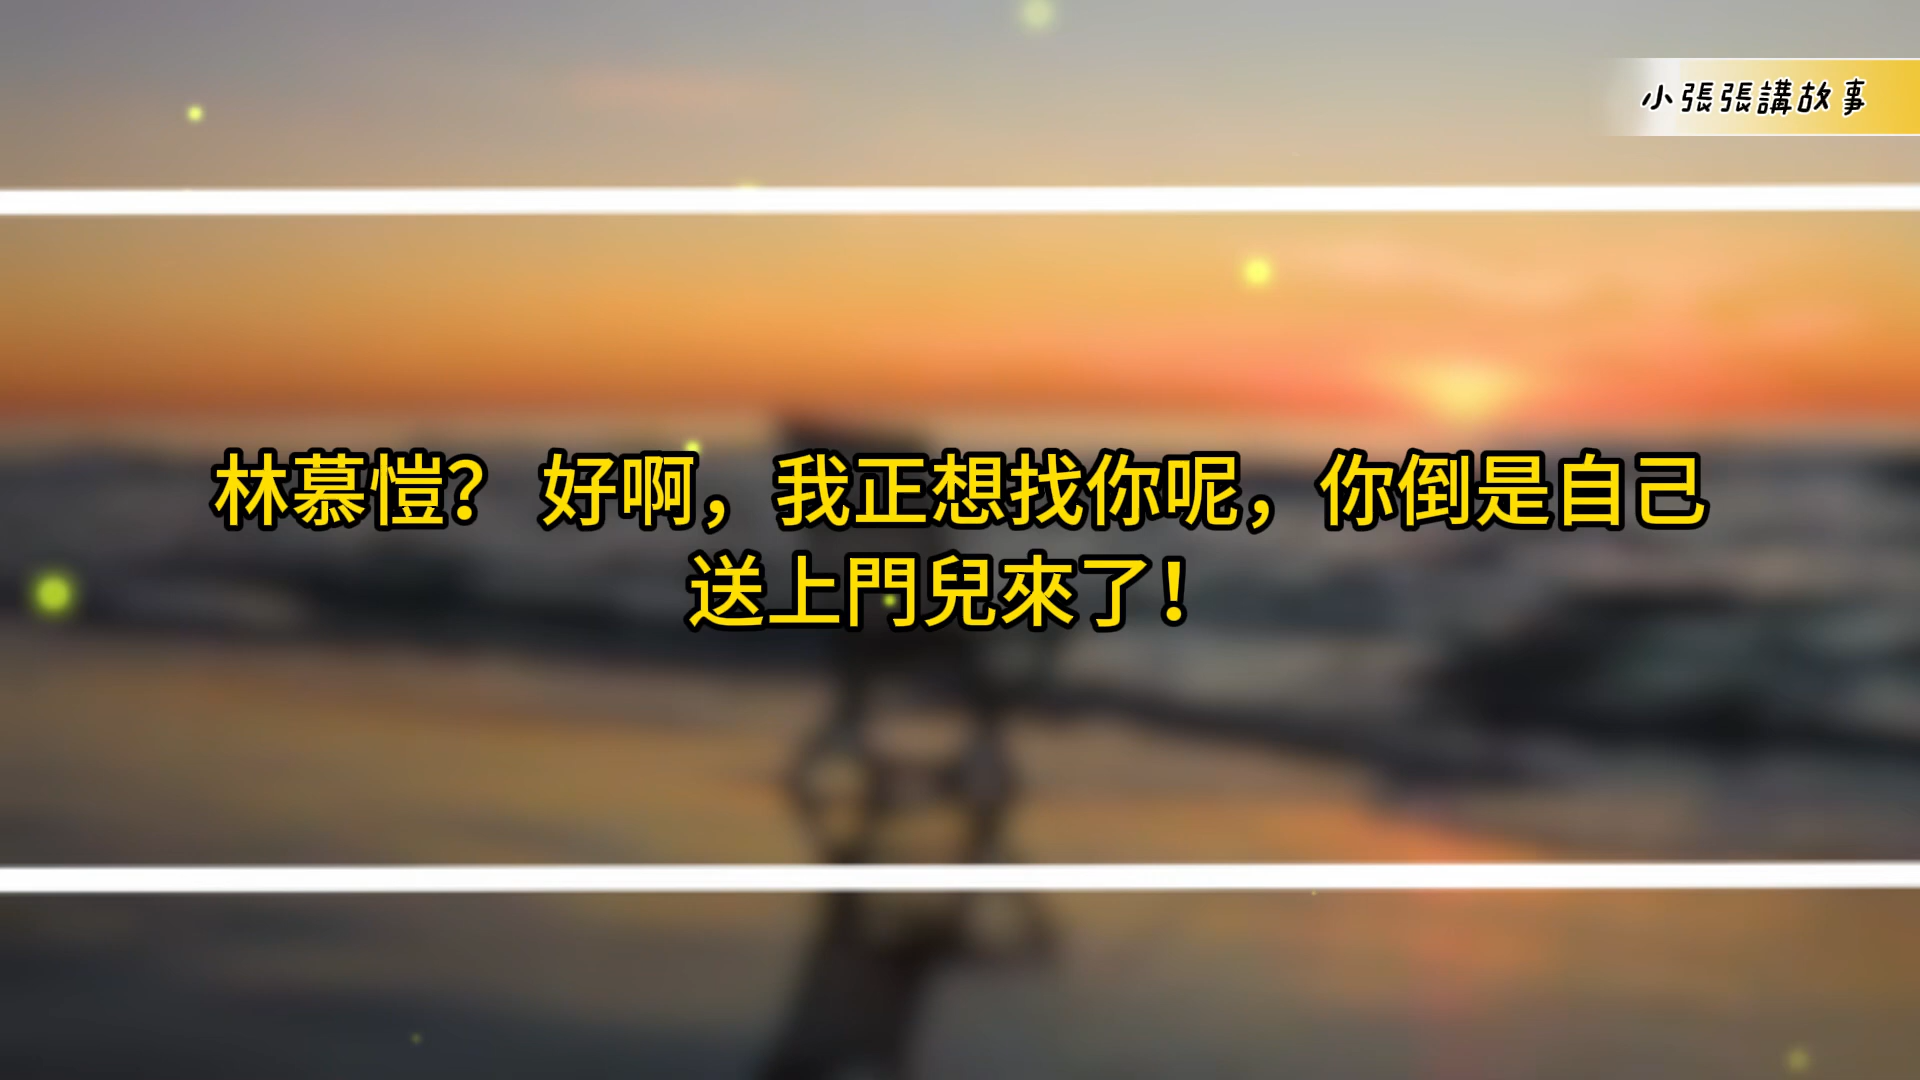 小張張講故事
林慕愷？ 好啊，我正想找你呢，你倒是自己
送上門兒來了！